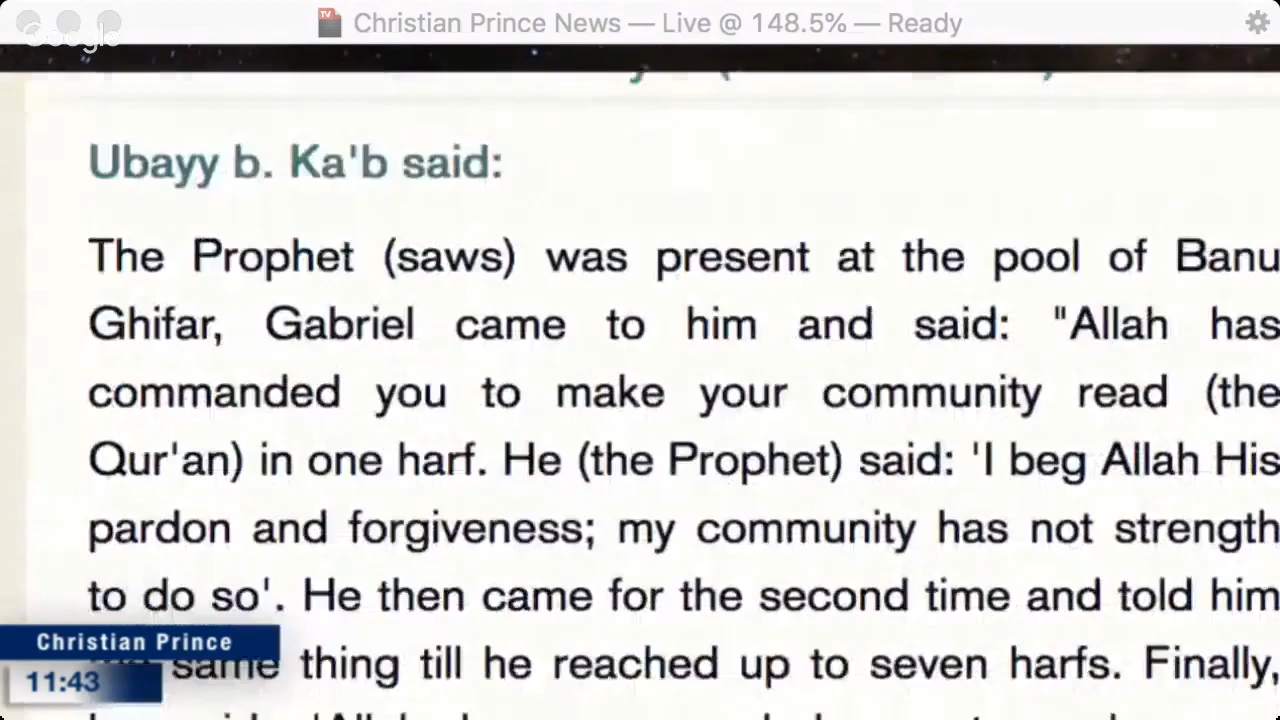 Christian Prince News — Live @ 148.5% — Ready
Google
Ubayy b. Ka'b said:
The Prophet (saws) was present at the pool of Banu
Ghifar, Gabriel came to him and said: "Allah has
commanded you to make your community read (the
Qur'an) in one harf. He (the Prophet) said: 'I beg Allah His
pardon and forgiveness; my community has not strength
to do so'. He then came for the second time and told him
same thing till he reached up to seven harfs. Finally,
Christian Prince
11:43